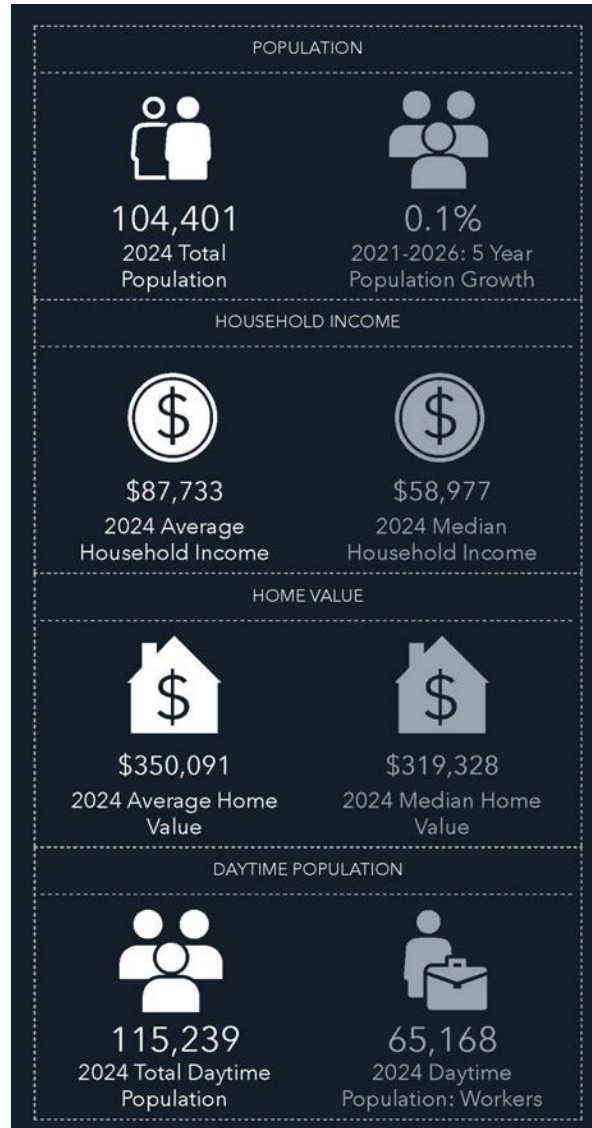 POPULATION
104,401
2024 Total
Population
0.1%
2021-2026: 5 Year
Population Growth
HOUSEHOLD INCOME
$
$87,733
2024 Average
Household Income
$
$58,977
2024 Median
Household Income
HOME VALUE
$
$350,091
2024 Average Home
Value
$
$319,328
2024 Median Home
Value
DAYTIME POPULATION
115,239
2024 Total Daytime
Population
65,168
2024 Daytime
Population: Workers